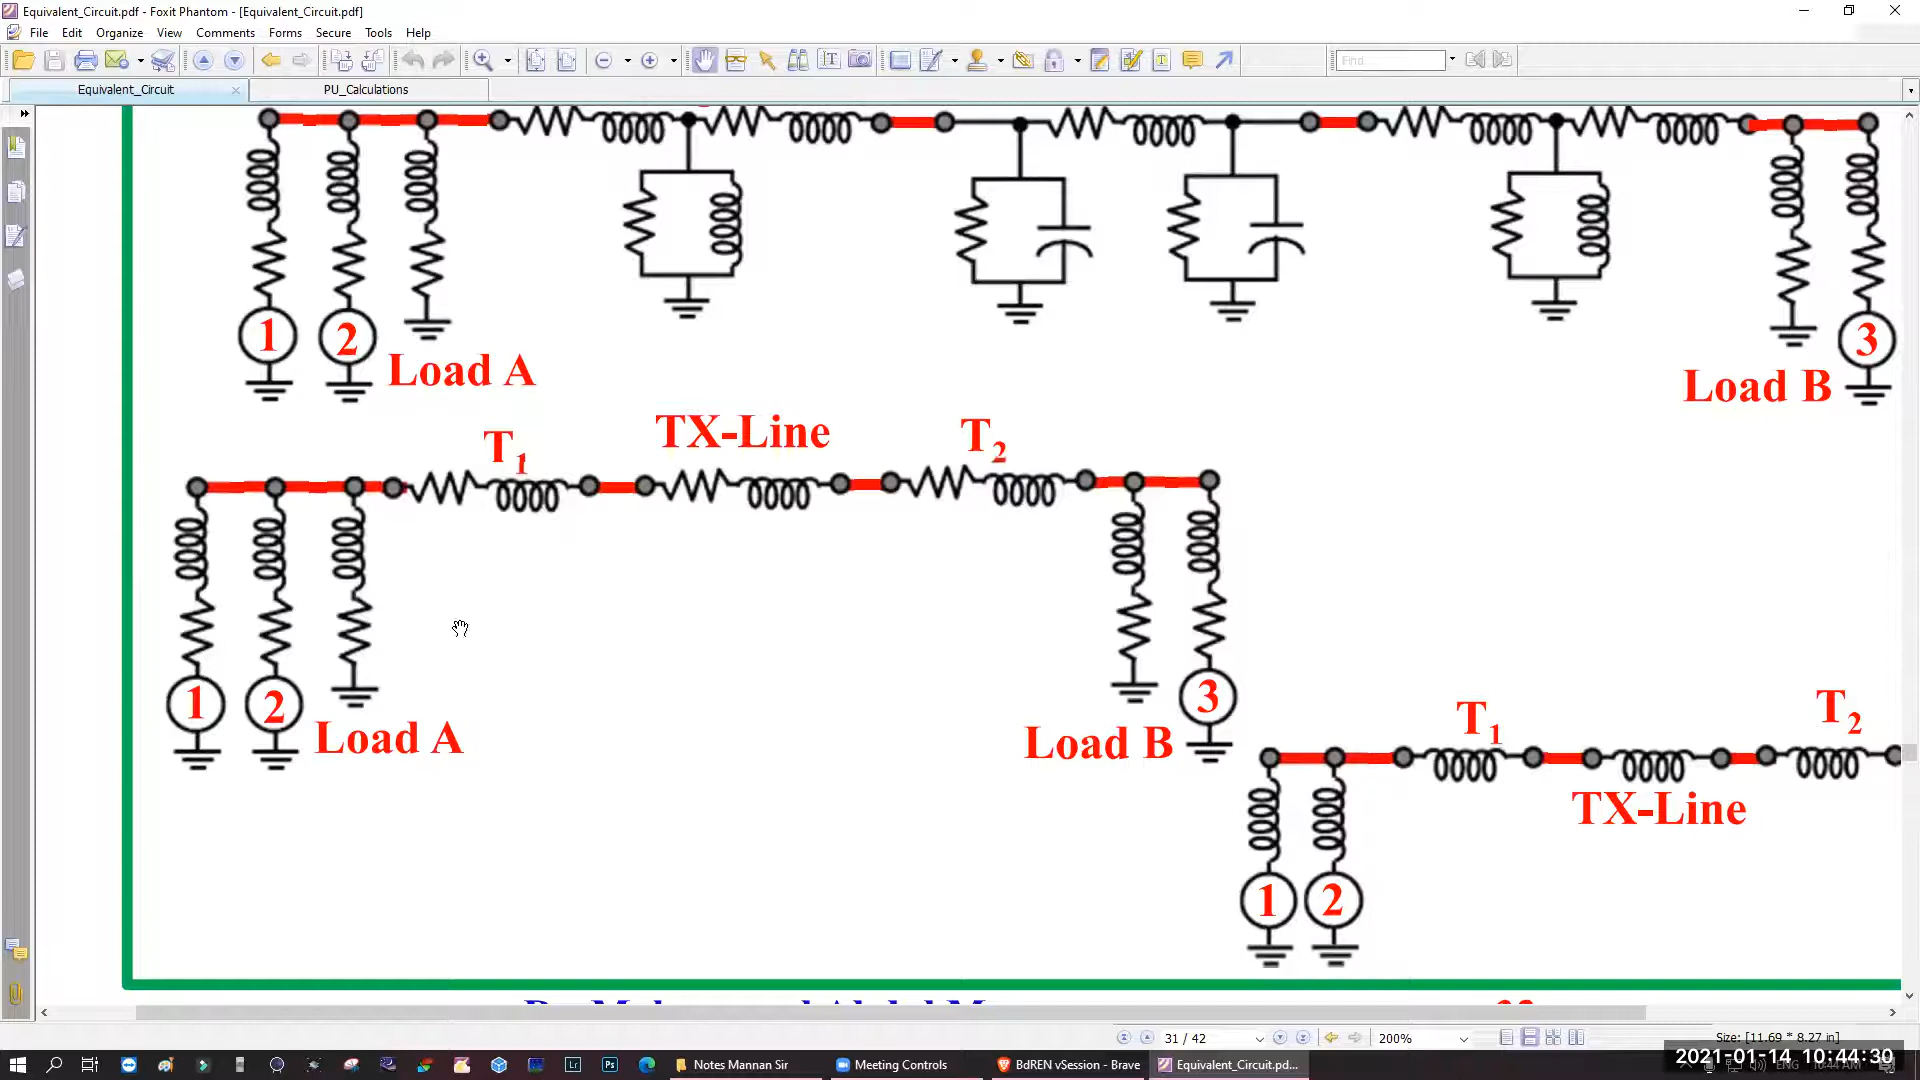 Equivalent_Circuit.pdf - Foxit Phantom - [Equivalent_Circuit.pdf]
File Edit Organize View Comments Forms Secure Tools Help
Find
Equivalent_Circuit PU_Calculations
1 2 Load A Load B 3
T1 TX-Line T2
1 2 Load A Load B 3
T1 T2
TX-Line
1 2
31 / 42 200% Size: [11.69 * 8.27 in]
Notes Mannan Sir Meeting Controls BdREN vSession - Brave Equivalent_Circuit.pd...
2021-01-14 10:44:30